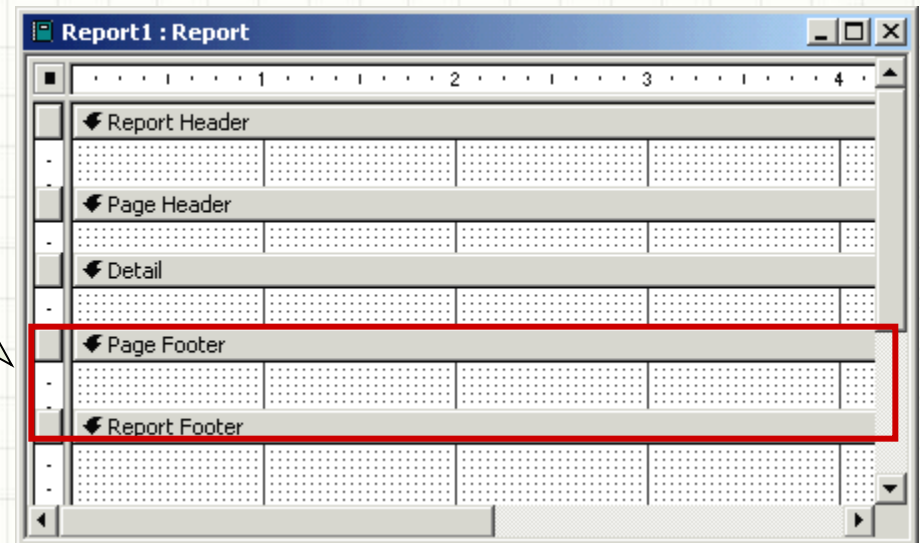 Report1 : Report
1 2 3 4
Report Header
Page Header
Detail
Page Footer
Report Footer